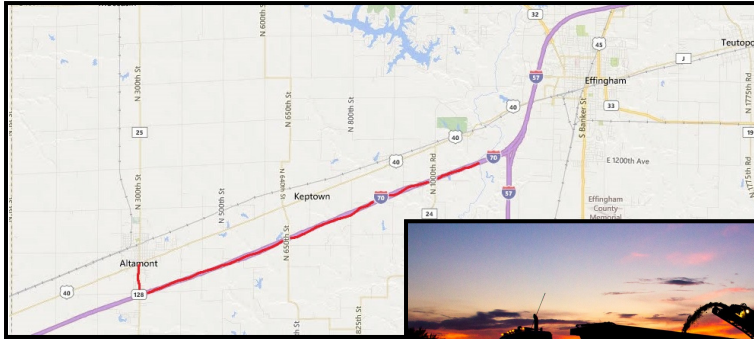 N 600th St
32
45
Teutopo
J
57
N 300th St
Effingham
N 1775th Rd
N 650th St
N 800th St
40
33
S Banker St
25
40
19
70
E 1200th Ave
40
N 1000th Rd
N 300th St
N 640th St
N 500th St
Keptown
70
57
Effingham
County
Memorial
24
N 650th St
Altamont
40
128
825th St